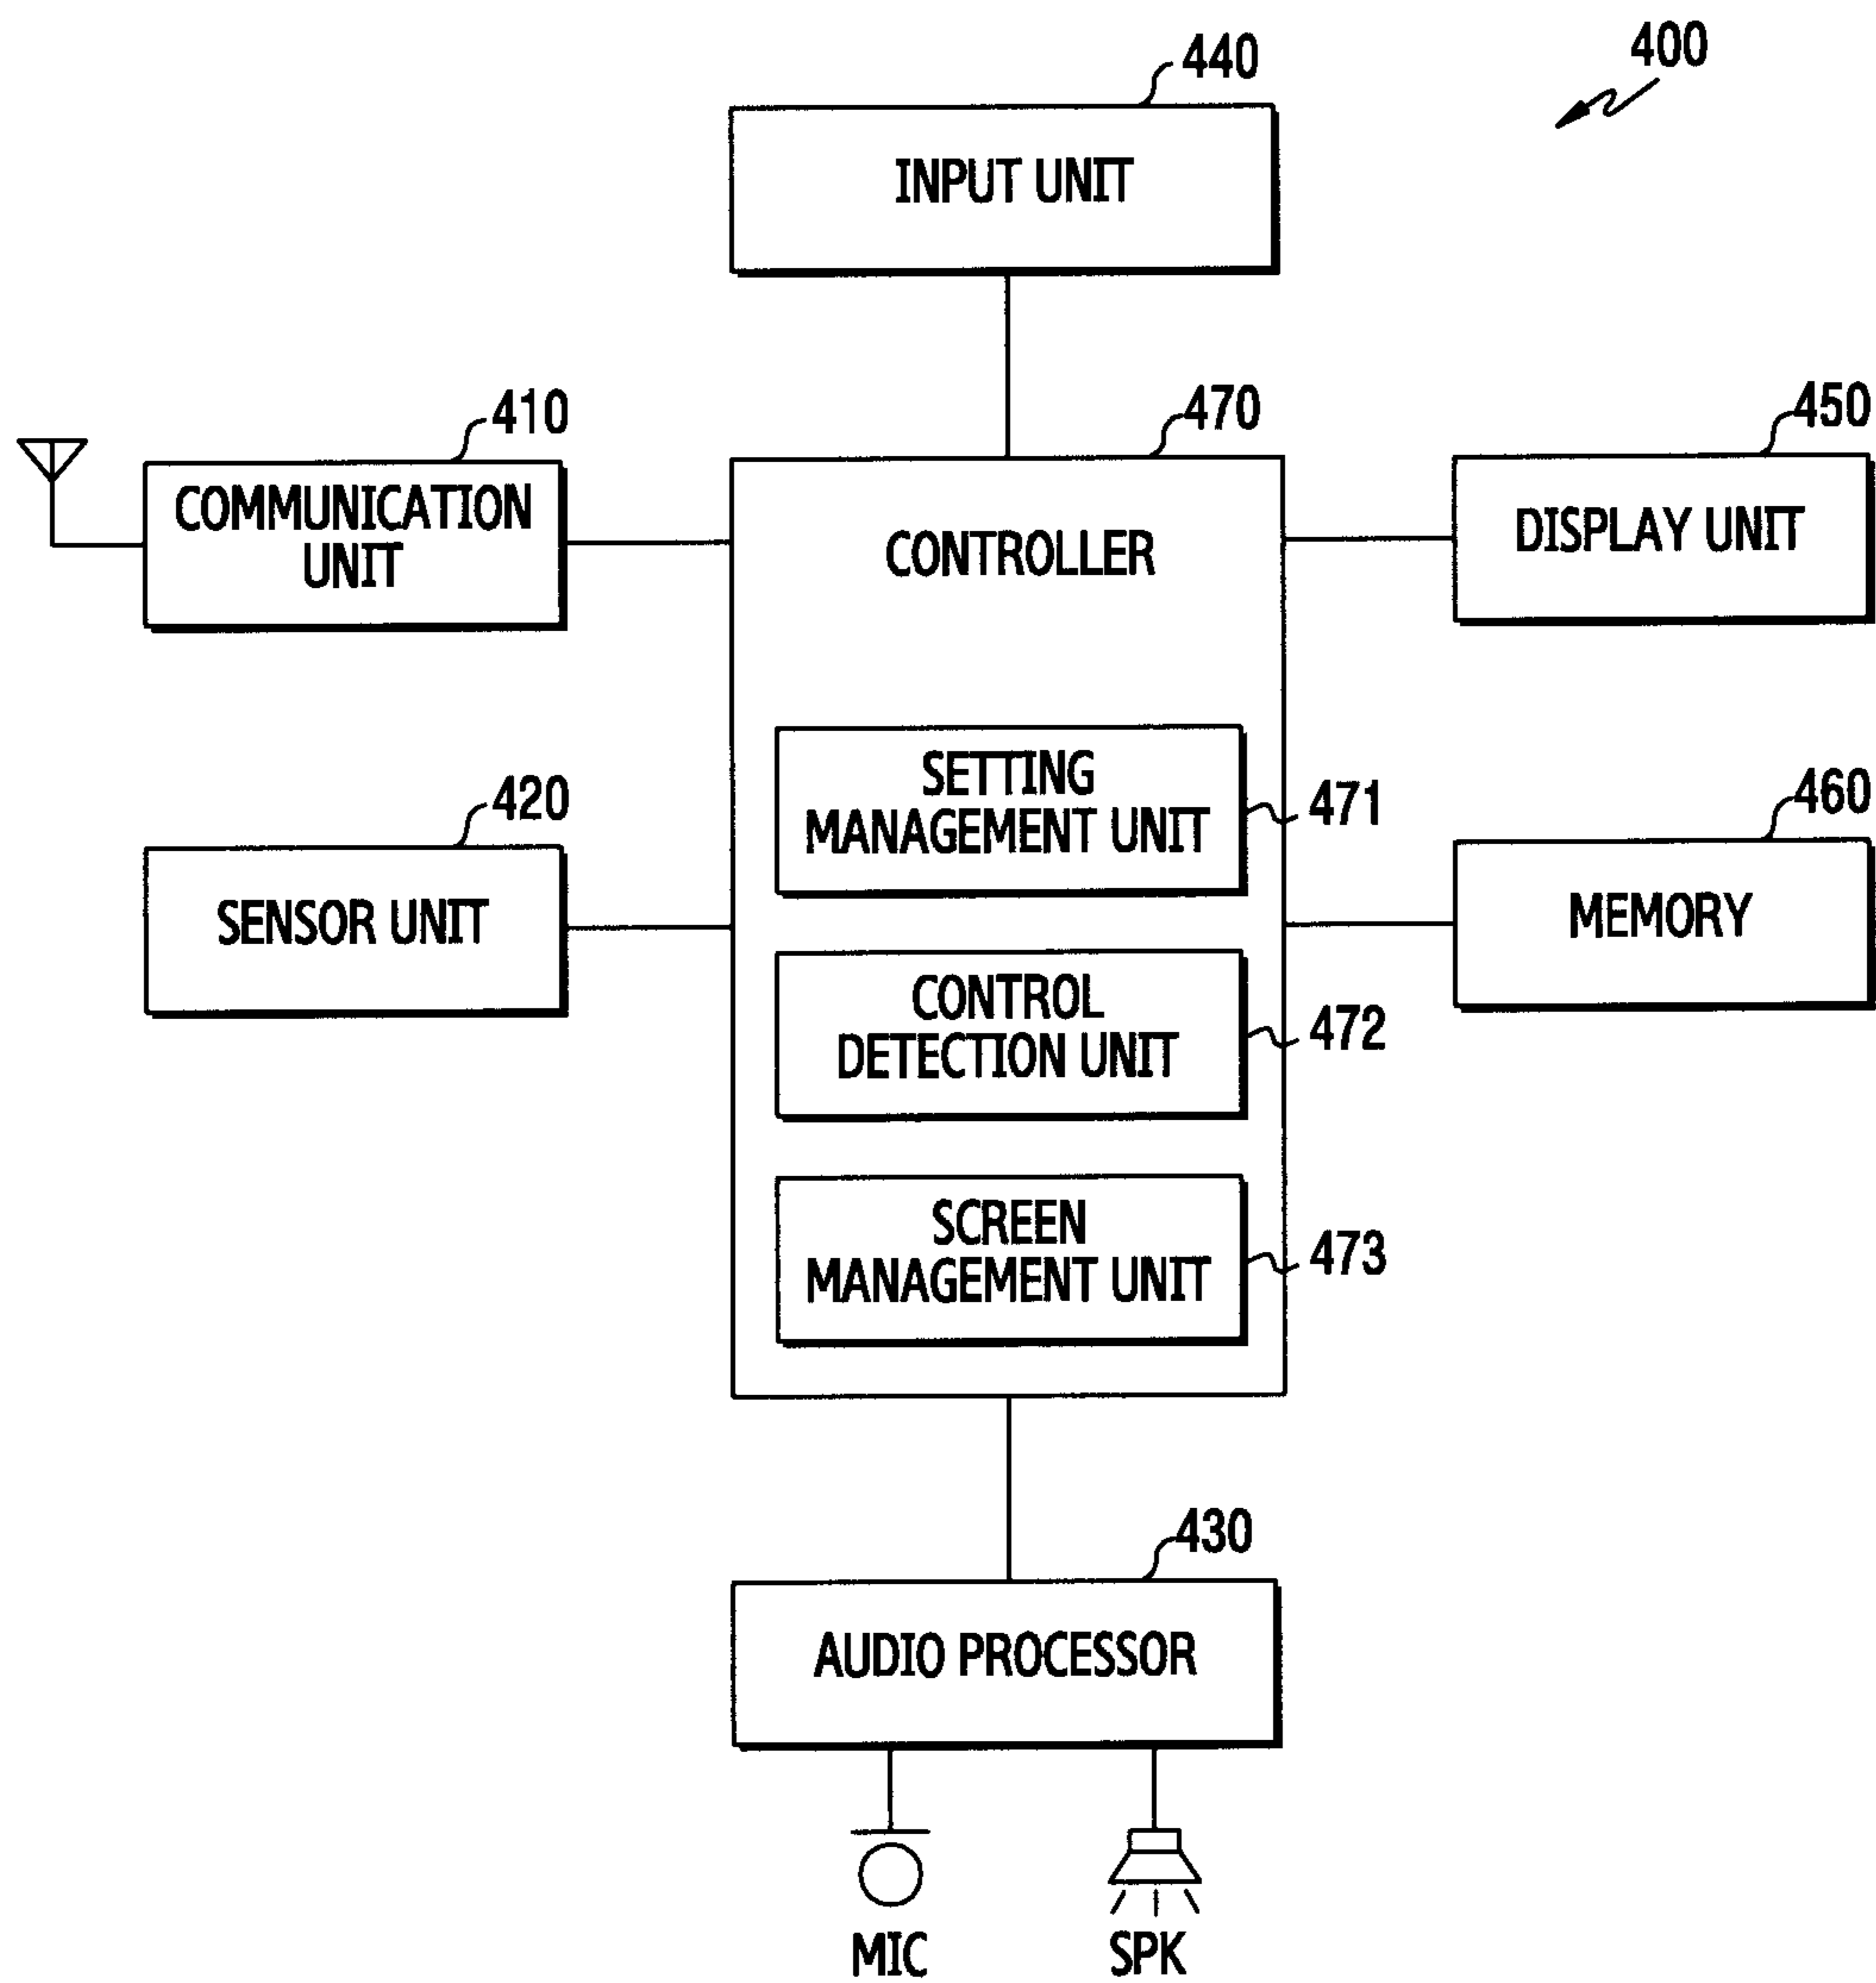 400
440
INPUT UNIT
410
COMMUNICATION
UNIT
470
CONTROLLER
450
DISPLAY UNIT
SETTING
MANAGEMENT UNIT
471
420
SENSOR UNIT
460
MEMORY
CONTROL
DETECTION UNIT
472
SCREEN
MANAGEMENT UNIT
473
430
AUDIO PROCESSOR
MIC
SPK